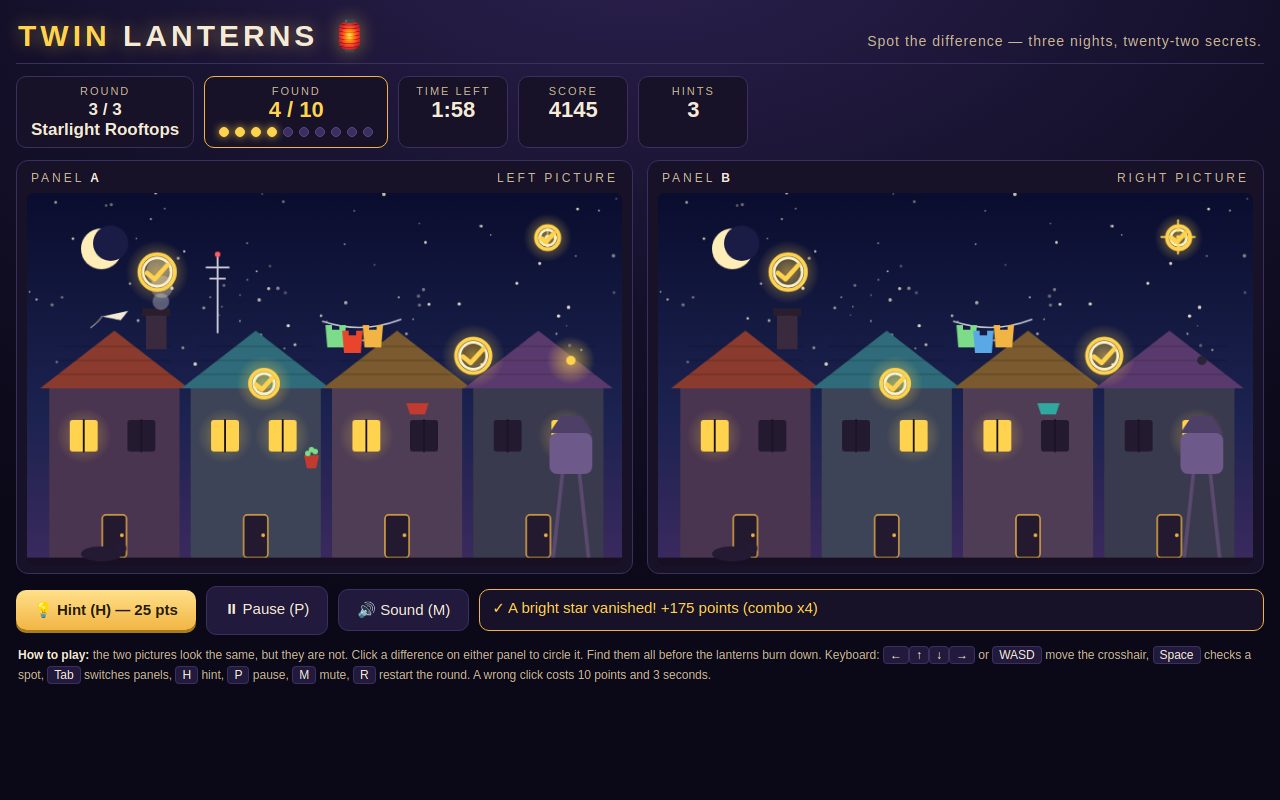 TWIN LANTERNS
Spot the difference — three nights, twenty-two secrets.
ROUND
3 / 3
Starlight Rooftops
FOUND
4 / 10
TIME LEFT
1:58
SCORE
4145
HINTS
3
PANEL A
LEFT PICTURE
PANEL B
RIGHT PICTURE
Hint (H) — 25 pts
Pause (P)
Sound (M)
✓ A bright star vanished! +175 points (combo x4)
How to play: the two pictures look the same, but they are not. Click a difference on either panel to circle it. Find them all before the lanterns burn down. Keyboard: ← ↑ ↓ → or WASD move the crosshair, Space checks a
spot, Tab switches panels, H hint, P pause, M mute, R restart the round. A wrong click costs 10 points and 3 seconds.